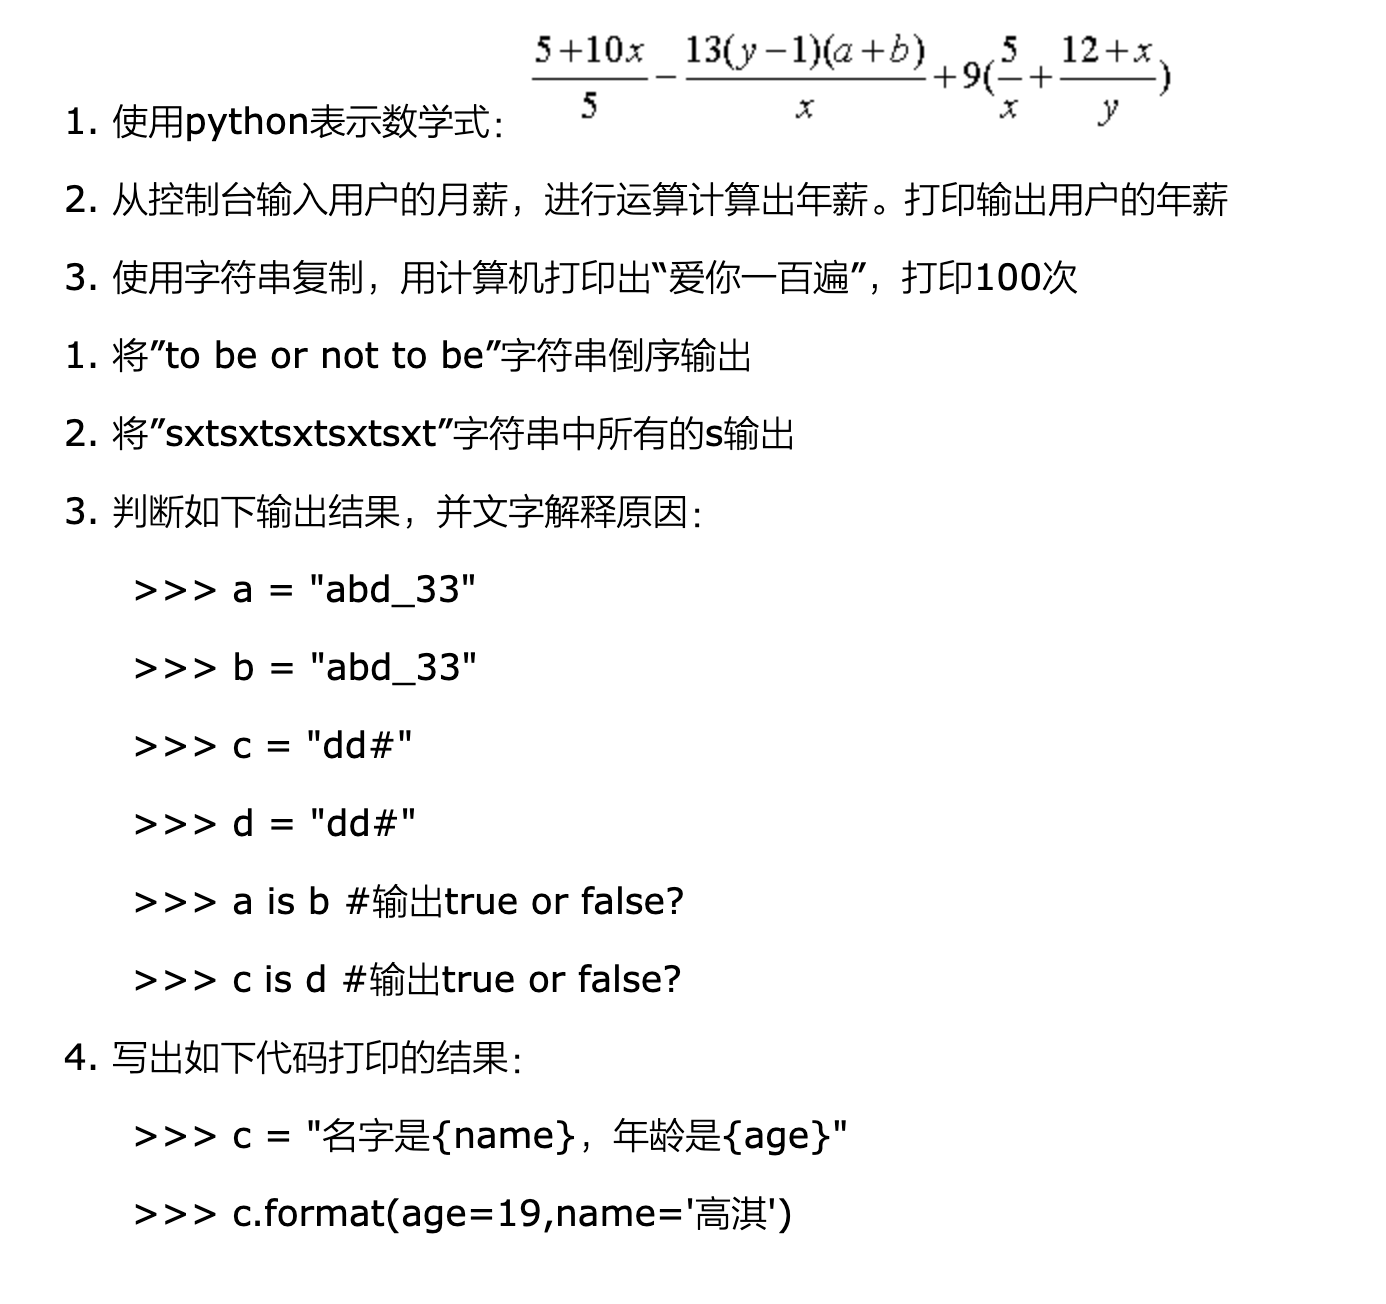 1. 使用python表示数学式： (5+10x)/5 − 13(y−1)(a+b)/x + 9(5/x + (12+x)/y)
2. 从控制台输入用户的月薪，进行运算计算出年薪。打印输出用户的年薪
3. 使用字符串复制，用计算机打印出“爱你一百遍”，打印100次
1. 将”to be or not to be”字符串倒序输出
2. 将”sxtsxtsxtsxtsxt”字符串中所有的s输出
3. 判断如下输出结果，并文字解释原因：
>>> a = "abd_33"
>>> b = "abd_33"
>>> c = "dd#"
>>> d = "dd#"
>>> a is b #输出true or false?
>>> c is d #输出true or false?
4. 写出如下代码打印的结果：
>>> c = "名字是{name}，年龄是{age}"
>>> c.format(age=19,name='高淇')